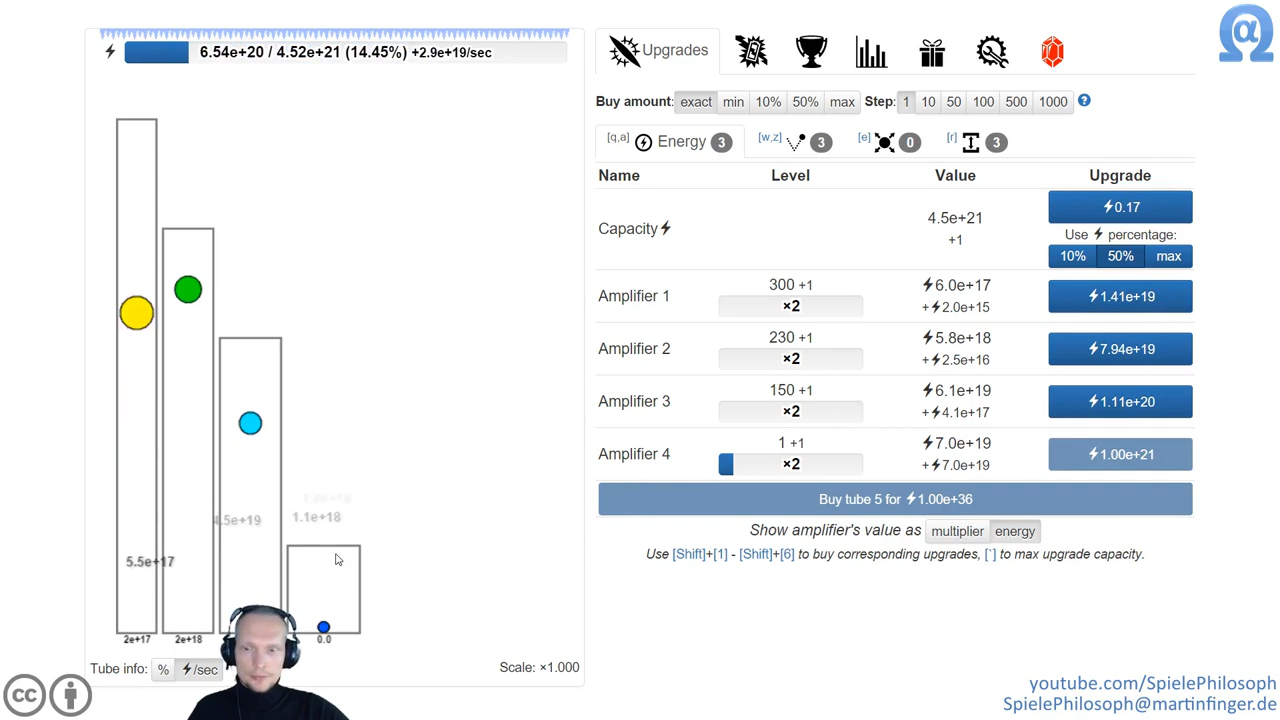 6.54e+20 / 4.52e+21 (14.45%) +2.9e+19/sec
Upgrades
α
Buy amount: exact min 10% 50% max Step: 1 10 50 100 500 1000 ?
[q,a] Energy 3 [w,z] 3 [e] 0 [r] 3
Name Level Value Upgrade
Capacity 4.5e+21 0.17
+1 Use percentage:
10% 50% max
Amplifier 1 300 +1 6.0e+17 1.41e+19
×2 + 2.0e+15
Amplifier 2 230 +1 5.8e+18 7.94e+19
×2 + 2.5e+16
Amplifier 3 150 +1 6.1e+19 1.11e+20
×2 + 4.1e+17
Amplifier 4 1 +1 7.0e+19 1.00e+21
×2 + 7.0e+19
Buy tube 5 for 1.00e+36
Show amplifier's value as multiplier energy
Use [Shift]+[1] - [Shift]+[6] to buy corresponding upgrades, [`] to max upgrade capacity.
4.5e+19 1.1e+18
5.5e+17
2e+17 2e+18 0.0
Tube info: % /sec Scale: ×1.000
cc
youtube.com/SpielePhilosoph
SpielePhilosoph@martinfinger.de